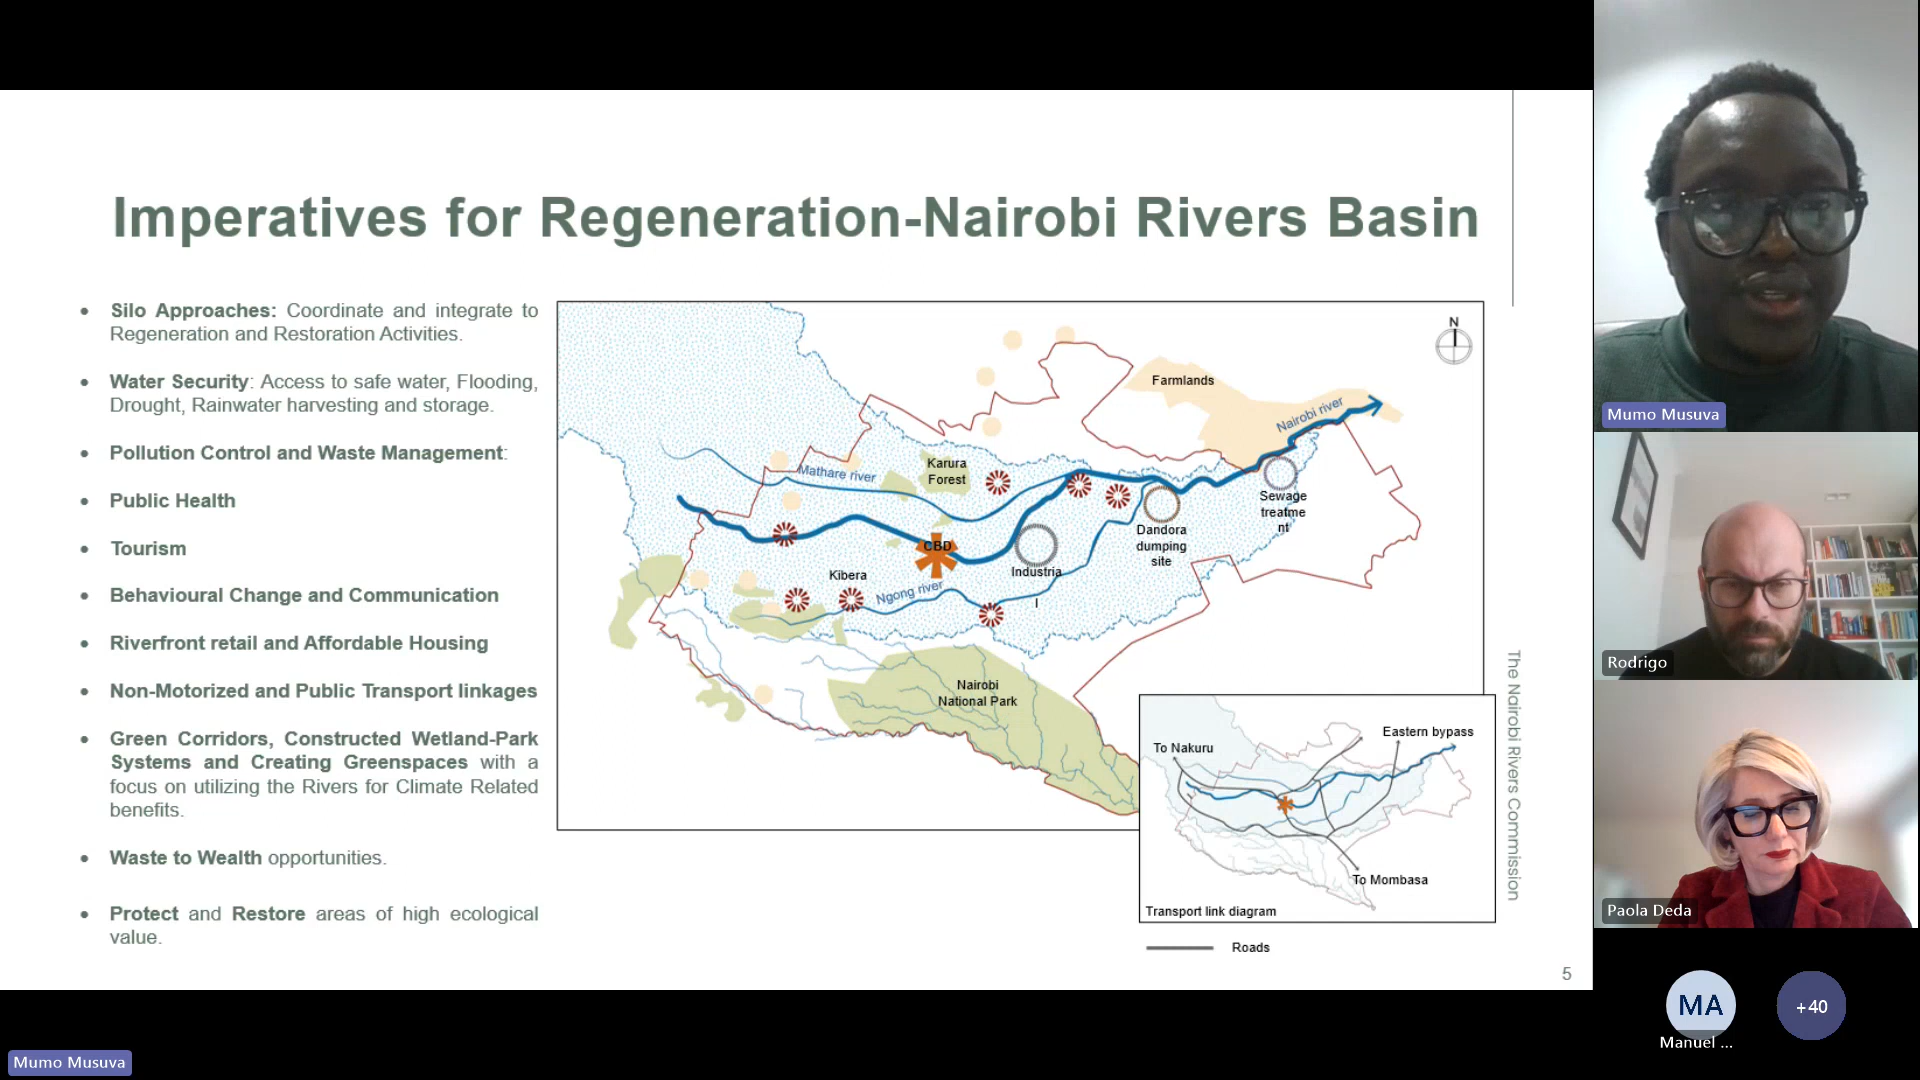 Imperatives for Regeneration-Nairobi Rivers Basin
• Silo Approaches: Coordinate and integrate to
Regeneration and Restoration Activities.
• Water Security: Access to safe water, Flooding,
Drought, Rainwater harvesting and storage.
• Pollution Control and Waste Management:
• Public Health
• Tourism
• Behavioural Change and Communication
• Riverfront retail and Affordable Housing
• Non-Motorized and Public Transport linkages
• Green Corridors, Constructed Wetland-Park
Systems and Creating Greenspaces with a
focus on utilizing the Rivers for Climate Related
benefits.
• Waste to Wealth opportunities.
• Protect and Restore areas of high ecological
value.
N
Farmlands
Nairobi river
Mathare river
Karura
Forest
CBD
Kibera
Ngong river
Industria
l
Dandora
dumping
site
Sewage
treatme
nt
Nairobi
National Park
To Nakuru
Eastern bypass
To Mombasa
Transport link diagram
Roads
The Nairobi Rivers Commission
5
Mumo Musuva
Rodrigo
Paola Deda
MA
Manuel ...
+40
Mumo Musuva